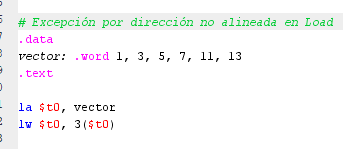 # Excepción por dirección no alineada en Load
.data
vector: .word 1, 3, 5, 7, 11, 13
.text
la $t0, vector
lw $t0, 3($t0)